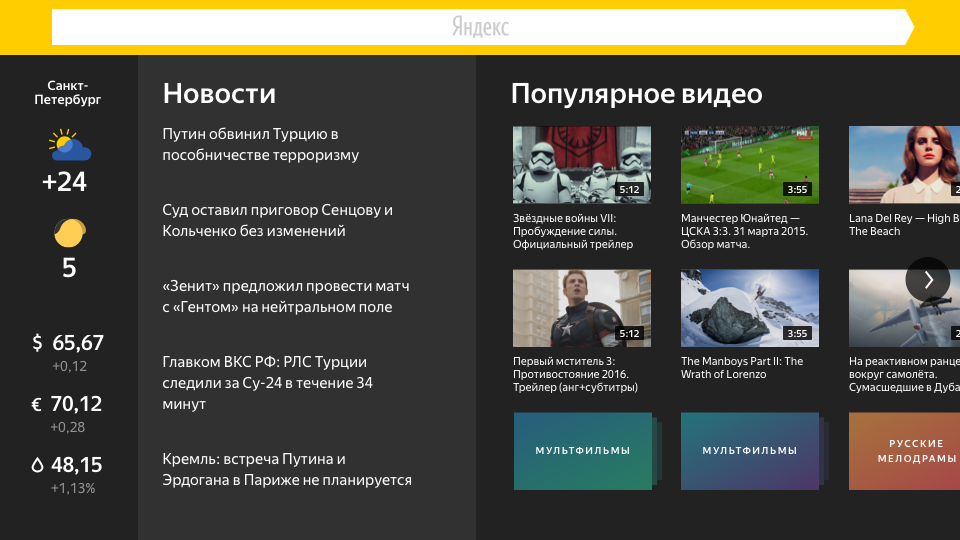 Яндекс
Санкт-
Петербург
+24
5
$ 65,67
+0,12
€ 70,12
+0,28
48,15
+1,13%
Новости
Путин обвинил Турцию в
пособничестве терроризму
Суд оставил приговор Сенцову и
Кольченко без изменений
«Зенит» предложил провести матч
с «Гентом» на нейтральном поле
Главком ВКС РФ: РЛС Турции
следили за Су-24 в течение 34
минут
Кремль: встреча Путина и
Эрдогана в Париже не планируется
Популярное видео
5:12
Звёздные войны VII:
Пробуждение силы.
Официальный трейлер
3:55
Манчестер Юнайтед —
ЦСКА 3:3. 31 марта 2015.
Обзор матча.
2
Lana Del Rey — High B
The Beach
5:12
Первый мститель 3:
Противостояние 2016.
Трейлер (анг+субтитры)
3:55
The Manboys Part II: The
Wrath of Lorenzo
2
На реактивном ранце
вокруг самолёта.
Сумасшедшие в Дуба
МУЛЬТФИЛЬМЫ
МУЛЬТФИЛЬМЫ
РУССКИЕ
МЕЛОДРАМЫ